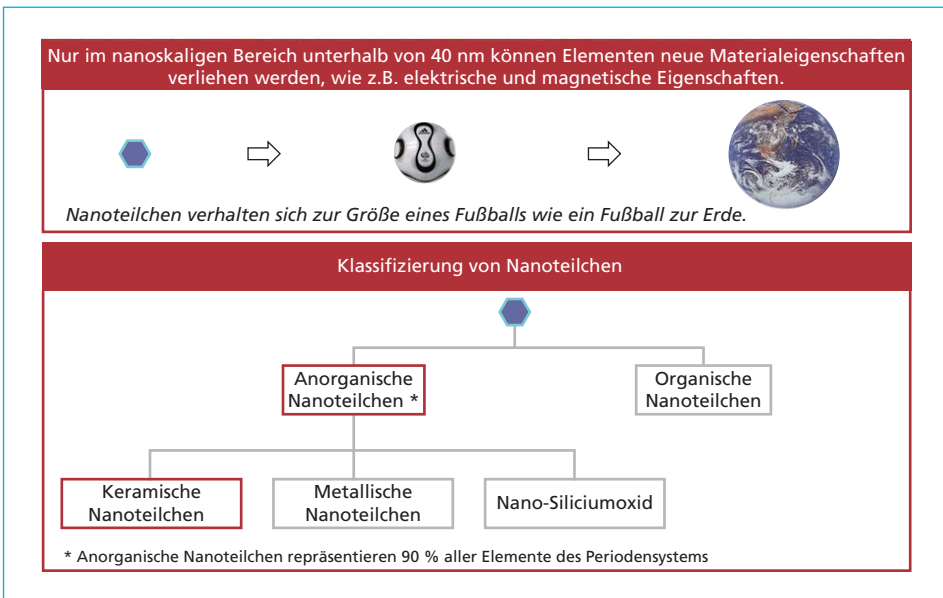 Nur im nanoskaligen Bereich unterhalb von 40 nm können Elementen neue Materialeigenschaften
verliehen werden, wie z.B. elektrische und magnetische Eigenschaften.
Nanoteilchen verhalten sich zur Größe eines Fußballs wie ein Fußball zur Erde.
Klassifizierung von Nanoteilchen
Anorganische
Nanoteilchen *
Organische
Nanoteilchen
Keramische
Nanoteilchen
Metallische
Nanoteilchen
Nano-Siliciumoxid
* Anorganische Nanoteilchen repräsentieren 90 % aller Elemente des Periodensystems